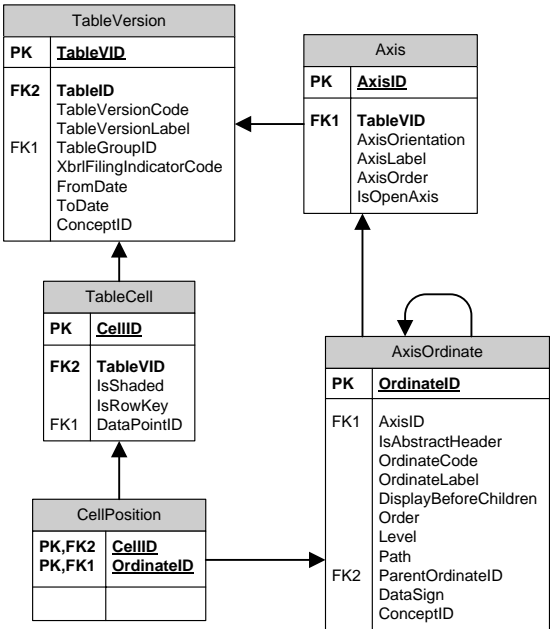 TableVersion
PK TableVID
FK2 TableID
TableVersionCode
TableVersionLabel
FK1 TableGroupID
XbrlFilingIndicatorCode
FromDate
ToDate
ConceptID
Axis
PK AxisID
FK1 TableVID
AxisOrientation
AxisLabel
AxisOrder
IsOpenAxis
TableCell
PK CellID
FK2 TableVID
IsShaded
IsRowKey
FK1 DataPointID
AxisOrdinate
PK OrdinateID
FK1 AxisID
IsAbstractHeader
OrdinateCode
OrdinateLabel
DisplayBeforeChildren
Order
Level
Path
FK2 ParentOrdinateID
DataSign
ConceptID
CellPosition
PK,FK2 CellID
PK,FK1 OrdinateID